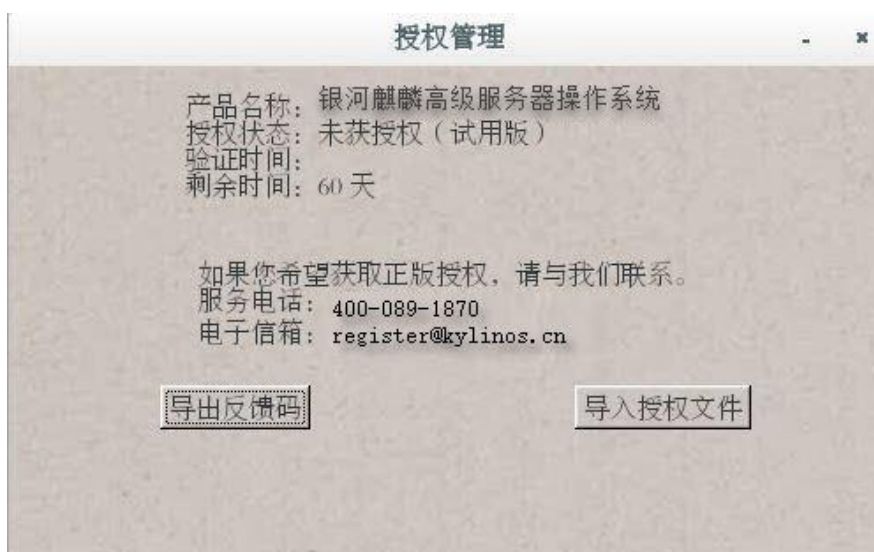 授权管理
产品名称：银河麒麟高级服务器操作系统
授权状态：未获授权（试用版）
验证时间：
剩余时间：60 天
如果您希望获取正版授权，请与我们联系。
服务电话：400-089-1870
电子信箱：register@kylinos.cn
导出反馈码 导入授权文件